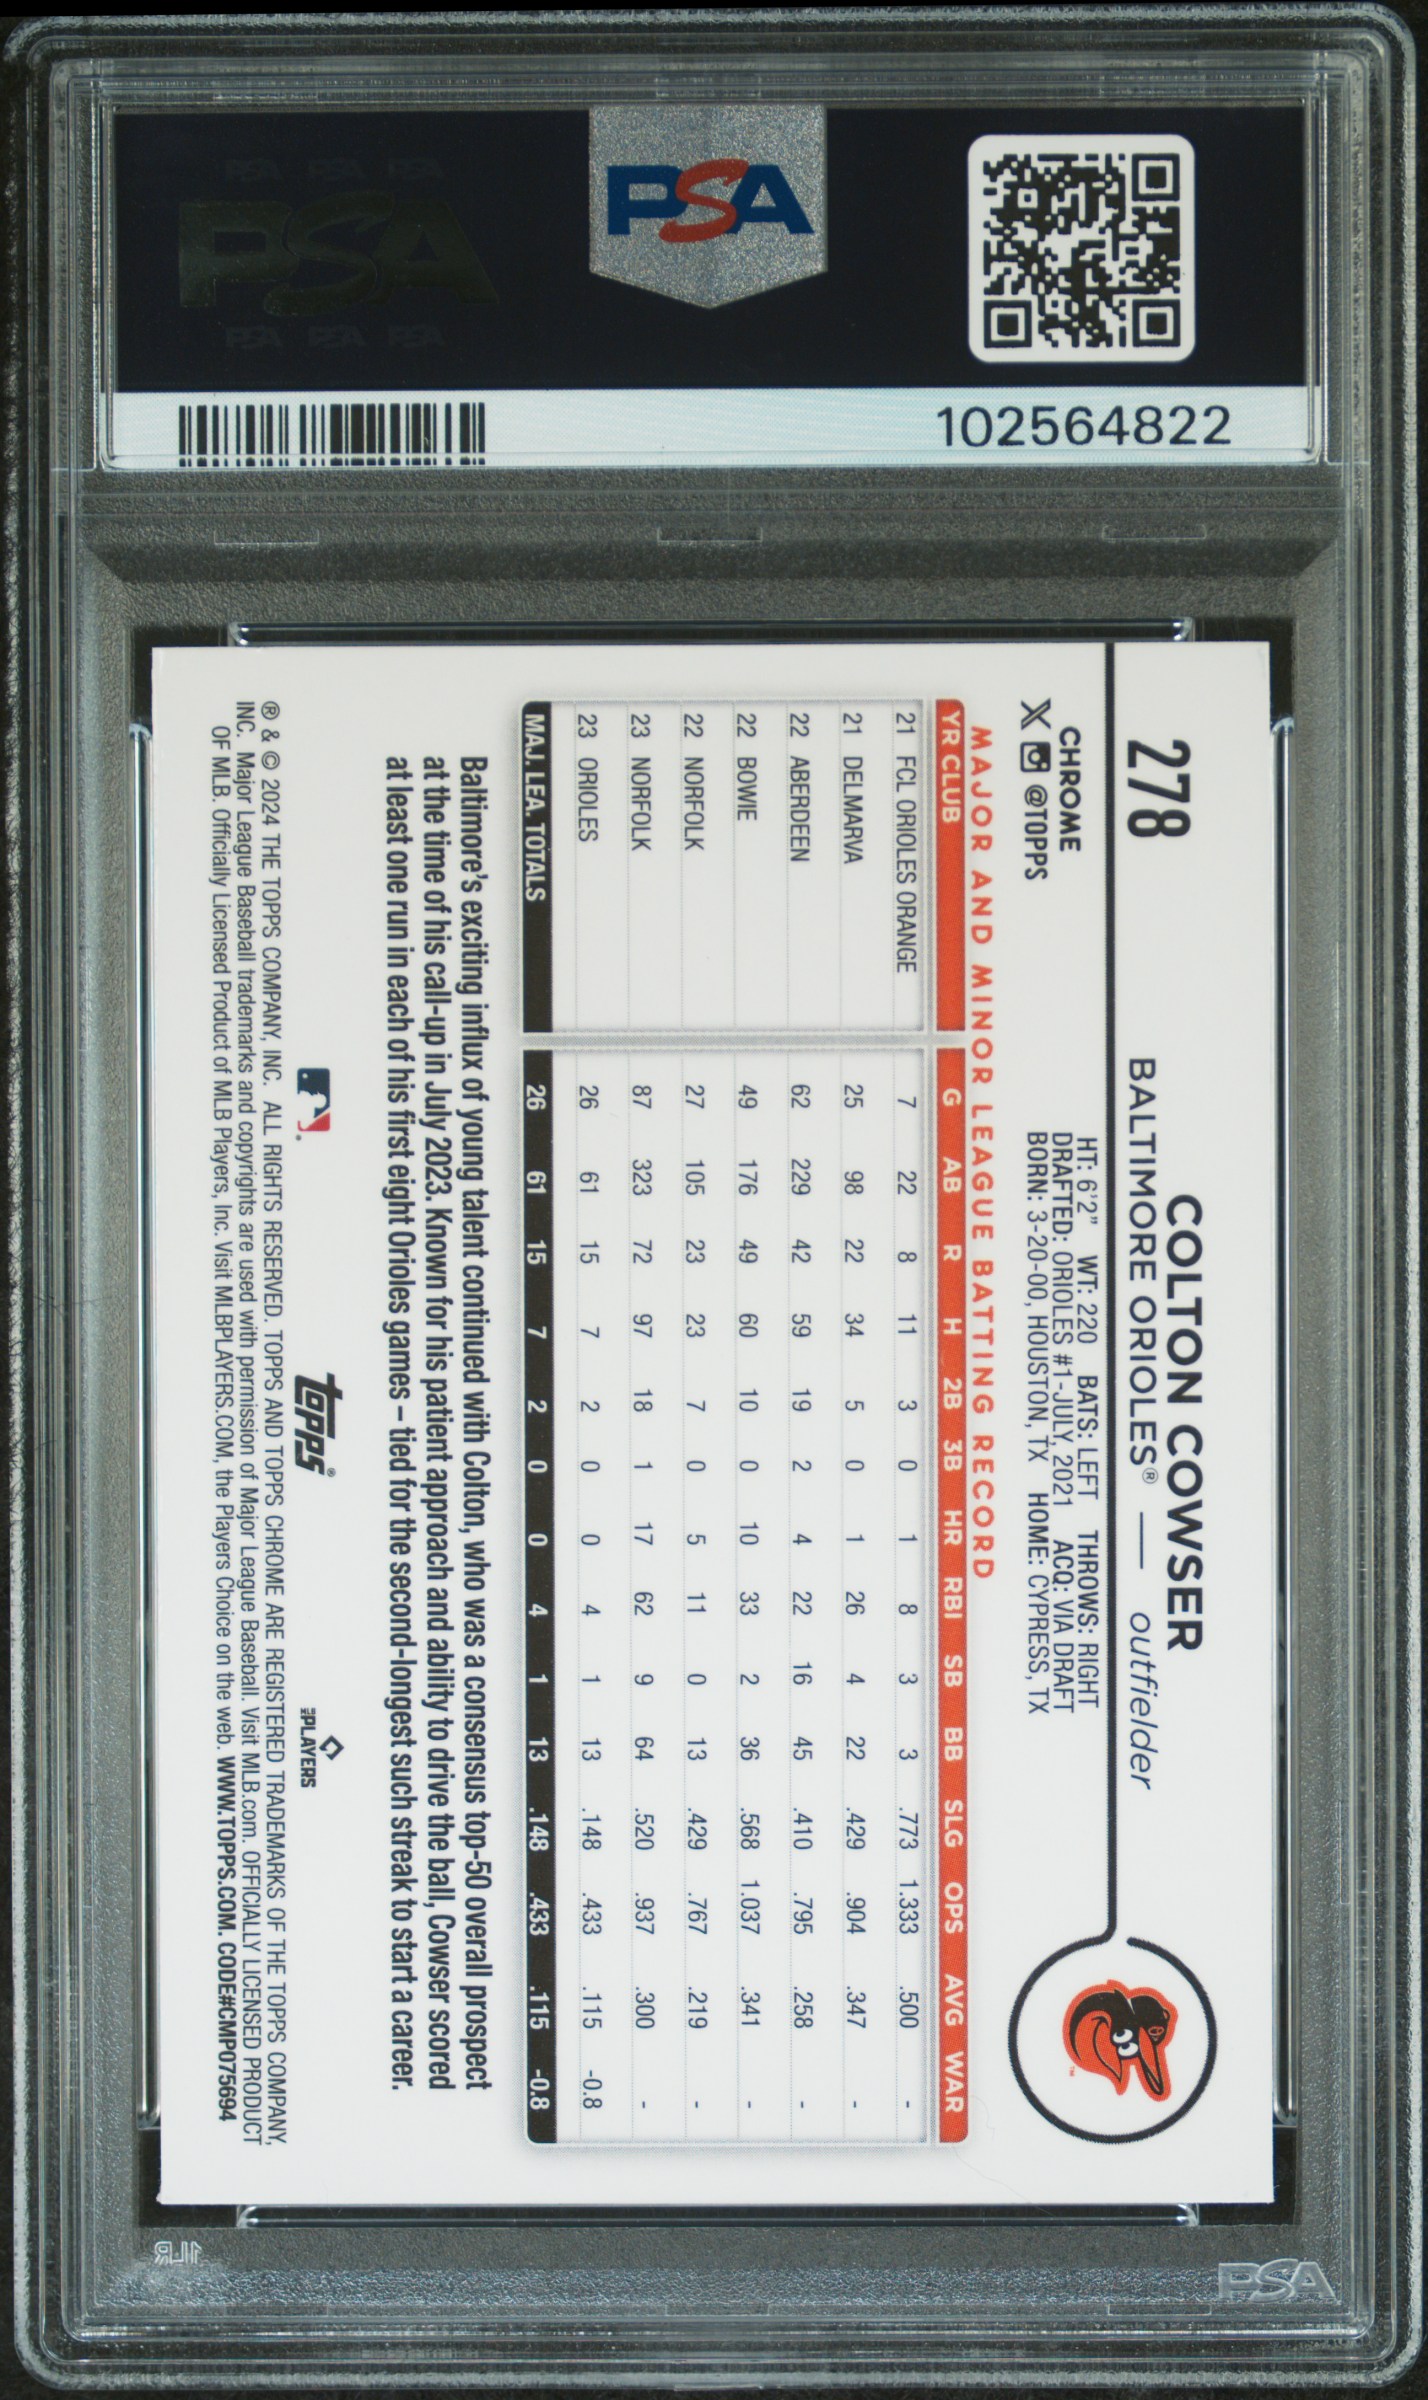 PSA PSA PSA
PSA
PSA PSA PSA
PSA
102564822
278
COLTON COWSER
BALTIMORE ORIOLES® — outfielder
CHROME
@TOPPS
HT: 6'2" WT: 220 BATS: LEFT THROWS: RIGHT
DRAFTED: ORIOLES #1-JULY, 2021 ACQ: VIA DRAFT
BORN: 3-20-00, HOUSTON, TX HOME: CYPRESS, TX
MAJOR AND MINOR LEAGUE BATTING RECORD
YR CLUB G AB R H 2B 3B HR RBI SB BB SLG OPS AVG WAR
21 FCL ORIOLES ORANGE 7 22 8 11 3 0 1 8 3 3 .773 1.333 .500 -
21 DELMARVA 25 98 22 34 5 0 1 26 4 22 .429 .904 .347 -
22 ABERDEEN 62 229 42 59 19 2 4 22 16 45 .410 .795 .258 -
22 BOWIE 49 176 49 60 10 0 10 33 2 36 .568 1.037 .341 -
22 NORFOLK 27 105 23 23 7 0 5 11 0 13 .429 .767 .219 -
23 NORFOLK 87 323 72 97 18 1 17 62 9 64 .520 .937 .300 -
23 ORIOLES 26 61 15 7 2 0 0 4 1 13 .148 .433 .115 -0.8
MAJ. LEA. TOTALS 26 61 15 7 2 0 0 4 1 13 .148 .433 .115 -0.8
Baltimore's exciting influx of young talent continued with Colton, who was a consensus top-50 overall prospect
at the time of his call-up in July 2023. Known for his patient approach and ability to drive the ball, Cowser scored
at least one run in each of his first eight Orioles games – tied for the second-longest such streak to start a career.
topps®
MLB PLAYERS
® & © 2024 THE TOPPS COMPANY, INC. ALL RIGHTS RESERVED. TOPPS AND TOPPS CHROME ARE REGISTERED TRADEMARKS OF THE TOPPS COMPANY,
INC. Major League Baseball trademarks and copyrights are used with permission of Major League Baseball. Visit MLB.com. OFFICIALLY LICENSED PRODUCT
OF MLB. Officially Licensed Product of MLB Players, Inc. Visit MLBPLAYERS.COM, the Players Choice on the web. WWW.TOPPS.COM. CODE#CMP075694
PSA